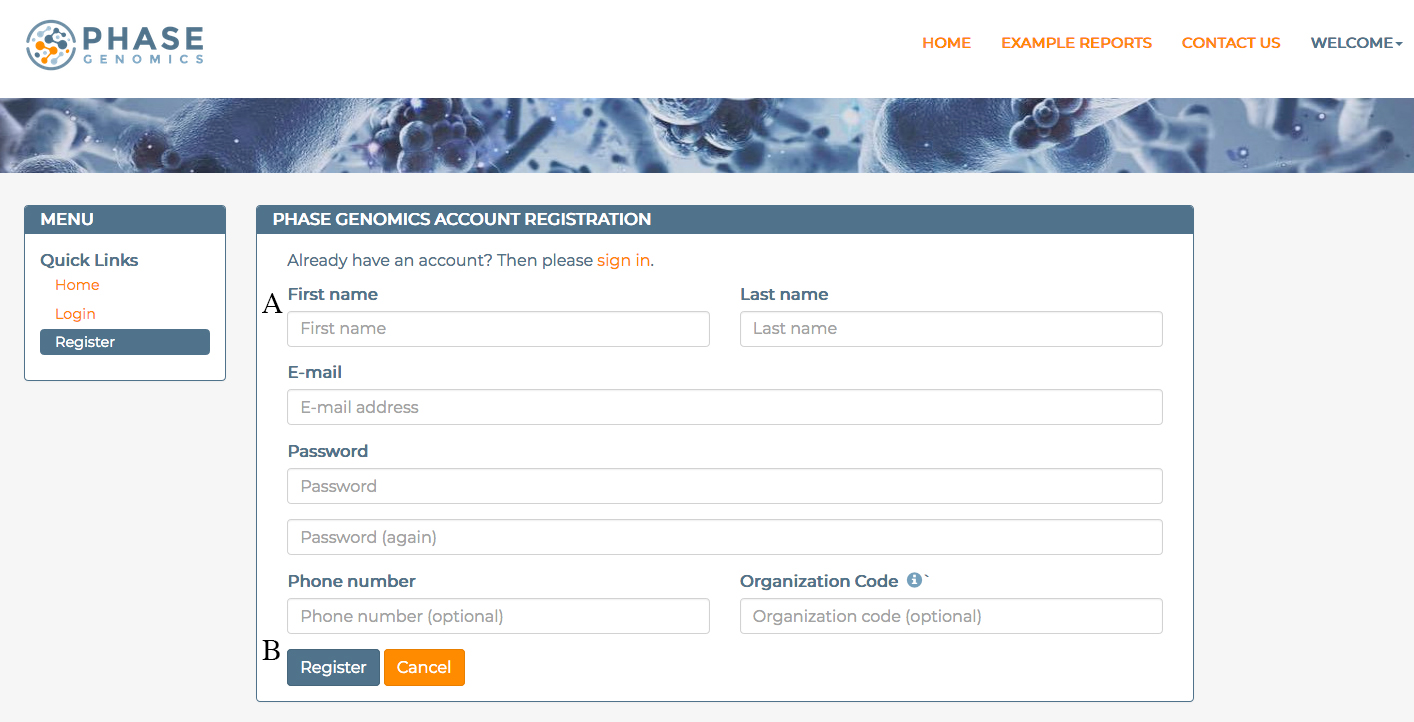 PHASE
GENOMICS
HOME EXAMPLE REPORTS CONTACT US WELCOME
MENU
Quick Links
Home
Login
Register
PHASE GENOMICS ACCOUNT REGISTRATION
Already have an account? Then please sign in.
A
First name Last name
First name Last name
E-mail
E-mail address
Password
Password
Password (again)
Phone number Organization Code i `
Phone number (optional) Organization code (optional)
B
Register Cancel